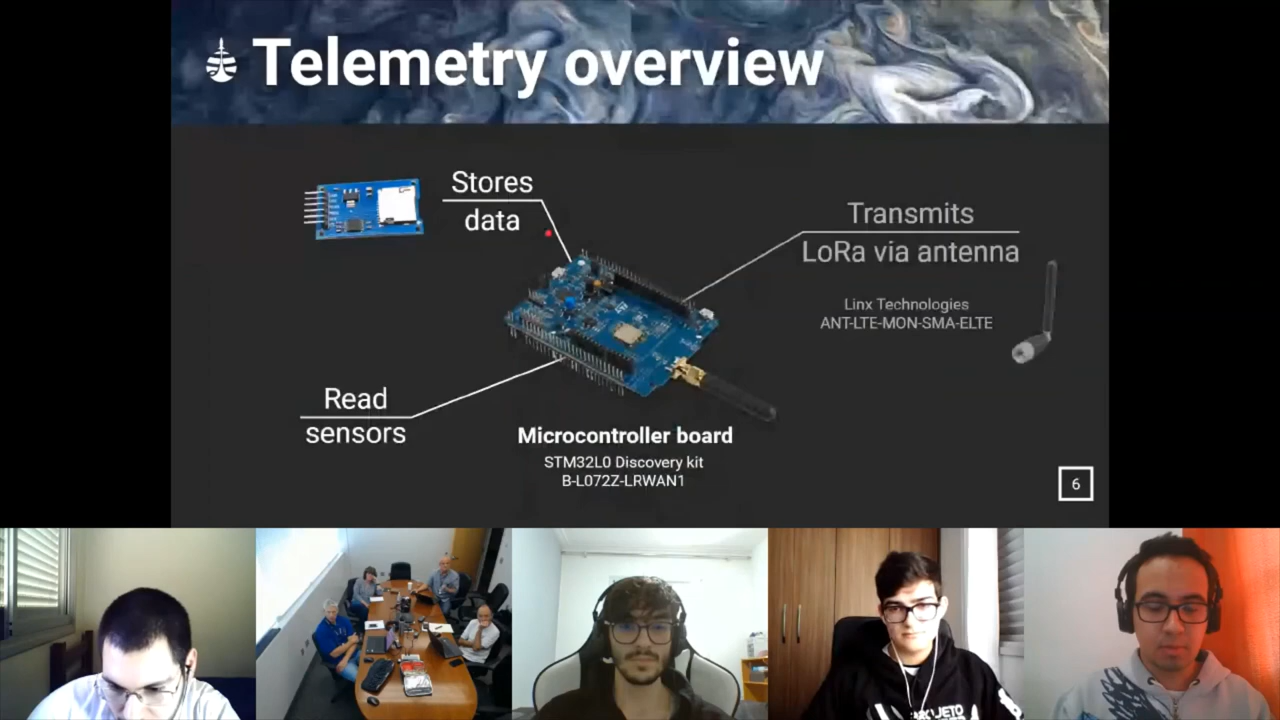 Telemetry overview
Stores
data
Transmits
LoRa via antenna
Linx Technologies
ANT-LTE-MON-SMA-ELTE
Read
sensors
Microcontroller board
STM32L0 Discovery kit
B-L072Z-LRWAN1
6